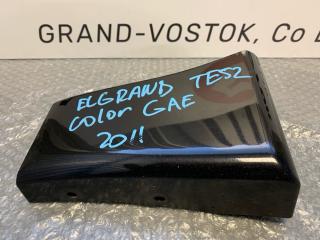 GRAND-VOSTOK, Co L
ELGRAND TE52
color GAE
2011